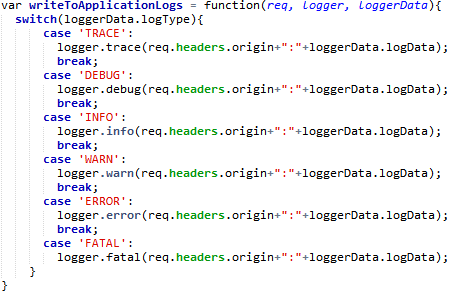 var writeToApplicationLogs = function(req, logger, loggerData){
  switch(loggerData.logType){
      case 'TRACE':
        logger.trace(req.headers.origin+":"+loggerData.logData);
        break;
      case 'DEBUG':
        logger.debug(req.headers.origin+":"+loggerData.logData);
        break;
      case 'INFO':
        logger.info(req.headers.origin+":"+loggerData.logData);
        break;
      case 'WARN':
        logger.warn(req.headers.origin+":"+loggerData.logData);
        break;
      case 'ERROR':
        logger.error(req.headers.origin+":"+loggerData.logData);
        break;
      case 'FATAL':
        logger.fatal(req.headers.origin+":"+loggerData.logData);
    }
}